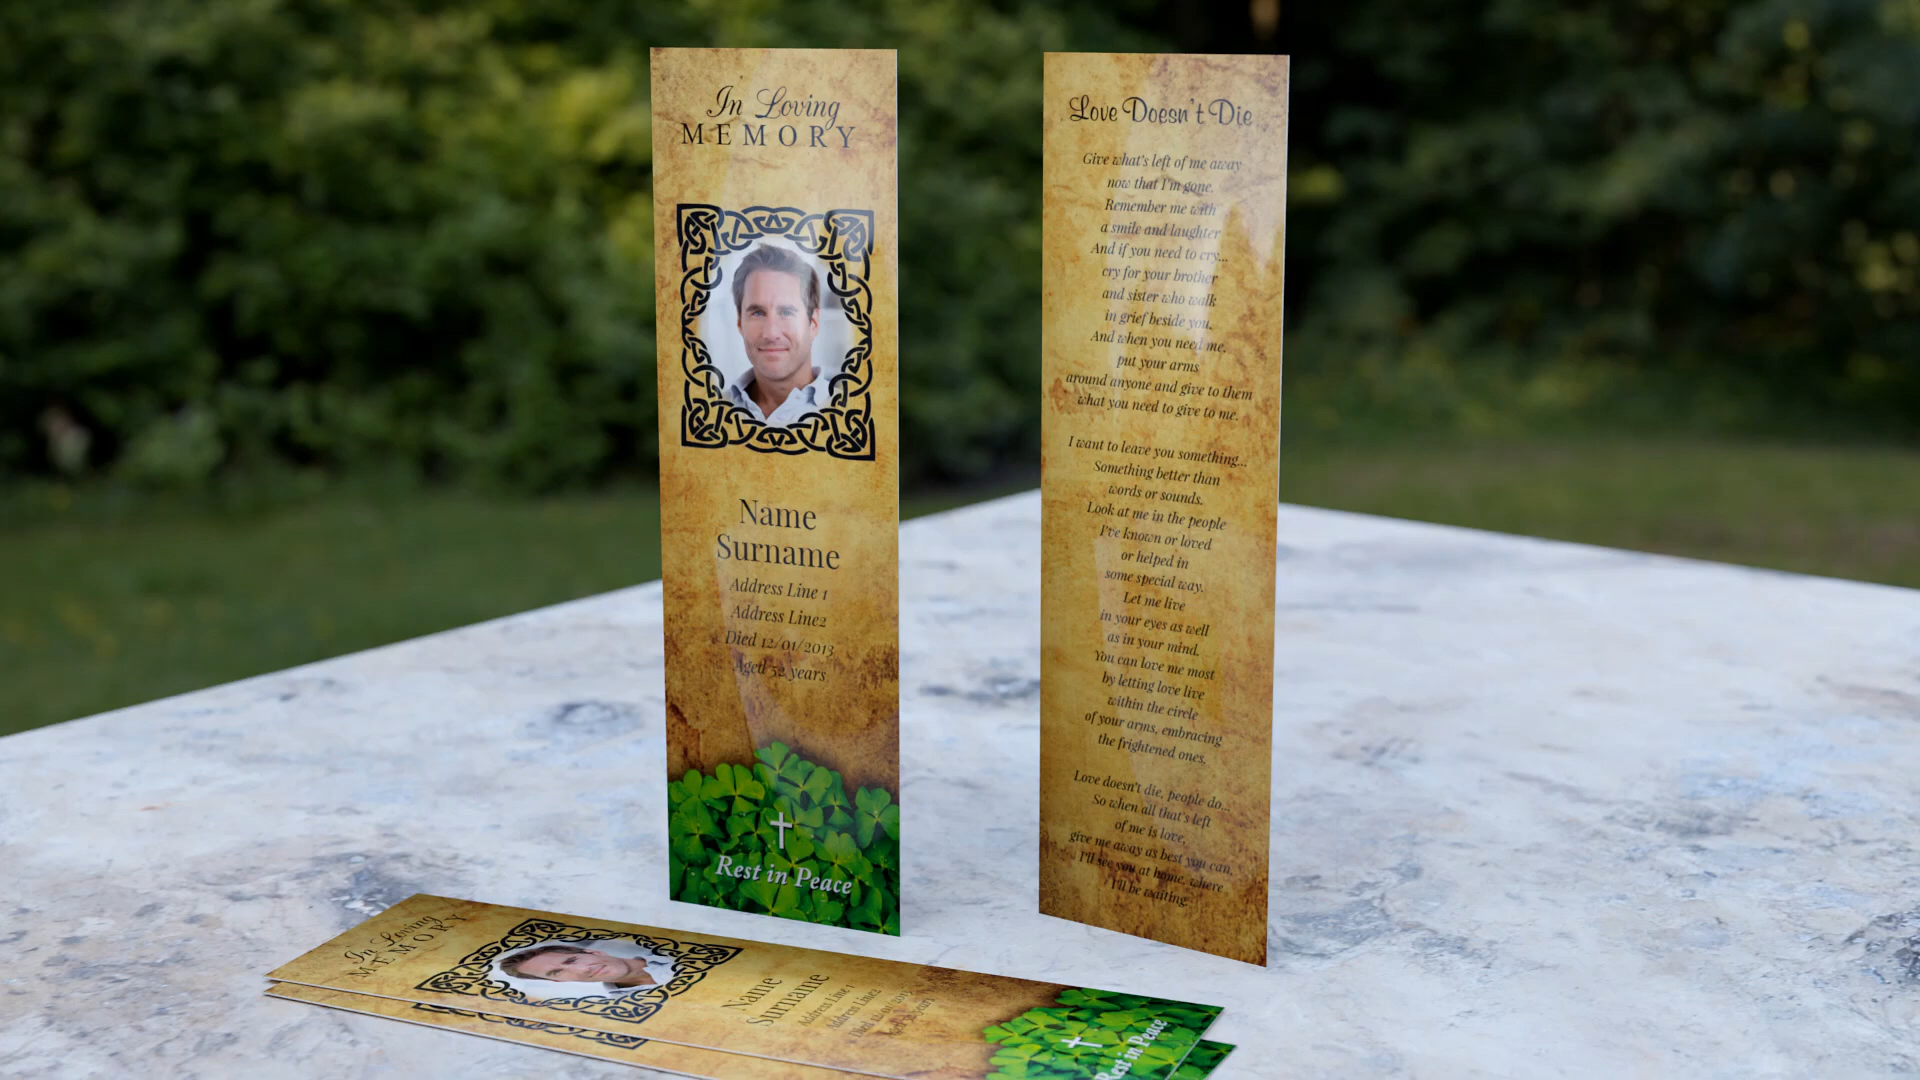 In Loving
MEMORY
Name
Surname
Address Line 1
Address Line2
Died 12/01/2013
Aged 52 years
Rest in Peace
Love Doesn't Die
Give what's left of me away
now that I'm gone.
Remember me with
a smile and laughter
And if you need to cry...
cry for your brother
and sister who walk
in grief beside you.
And when you need me,
put your arms
around anyone and give to them
what you need to give to me.
I want to leave you something...
Something better than
words or sounds.
Look at me in the people
I've known or loved
or helped in
some special way.
Let me live
in your eyes as well
as in your mind.
You can love me most
by letting love live
within the circle
of your arms, embracing
the frightened ones.
Love doesn't die, people do...
So when all that's left
of me is love,
give me away as best you can,
I'll see you at home, where
I'll be waiting.
In Loving
MEMORY
Name
Surname
Address Line 1
Address Line2
Rest in Peace